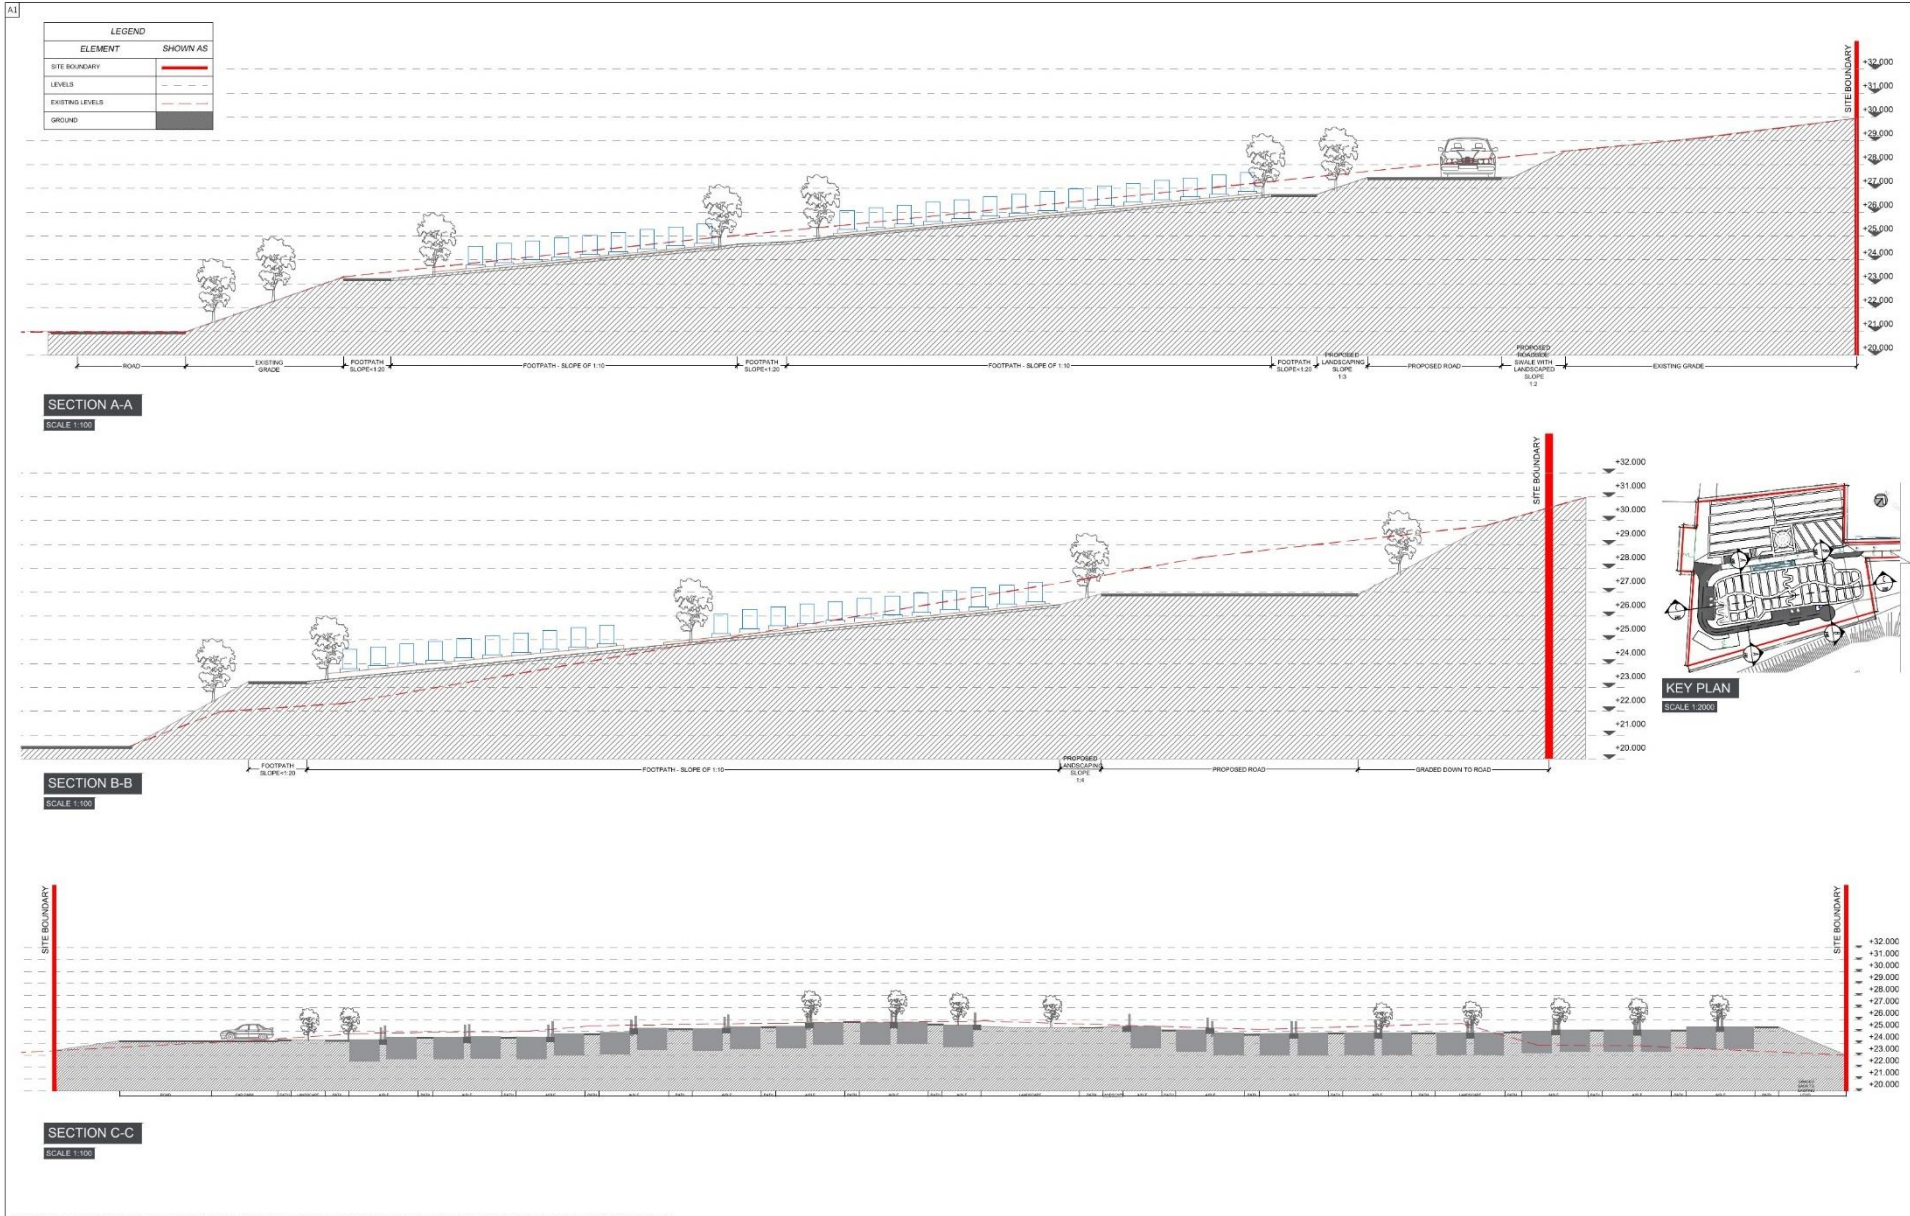 A1
LEGEND
ELEMENT SHOWN AS
SITE BOUNDARY
LEVELS
EXISTING LEVELS
GROUND
SITE BOUNDARY
+32.000
+31.000
+30.000
+29.000
+28.000
+27.000
+26.000
+25.000
+24.000
+23.000
+22.000
+21.000
+20.000
ROAD
EXISTING
GRADE
FOOTPATH
SLOPE<1:20
FOOTPATH - SLOPE OF 1:10
FOOTPATH
SLOPE<1:20
FOOTPATH - SLOPE OF 1:10
FOOTPATH
SLOPE<1:20
PROPOSED
LANDSCAPING
SLOPE
1:3
PROPOSED ROAD
PROPOSED
ROADSIDE
SWALE WITH
LANDSCAPED
SLOPE
1:2
EXISTING GRADE
SECTION A-A
SCALE 1:100
SITE BOUNDARY
+32.000
+31.000
+30.000
+29.000
+28.000
+27.000
+26.000
+25.000
+24.000
+23.000
+22.000
+21.000
+20.000
FOOTPATH
SLOPE<1:20
FOOTPATH - SLOPE OF 1:10
PROPOSED
LANDSCAPING
SLOPE
1:4
PROPOSED ROAD
GRADED DOWN TO ROAD
SECTION B-B
SCALE 1:100
KEY PLAN
SCALE 1:2000
SITE BOUNDARY
SITE BOUNDARY
+32.000
+31.000
+30.000
+29.000
+28.000
+27.000
+26.000
+25.000
+24.000
+23.000
+22.000
+21.000
+20.000
SECTION C-C
SCALE 1:100